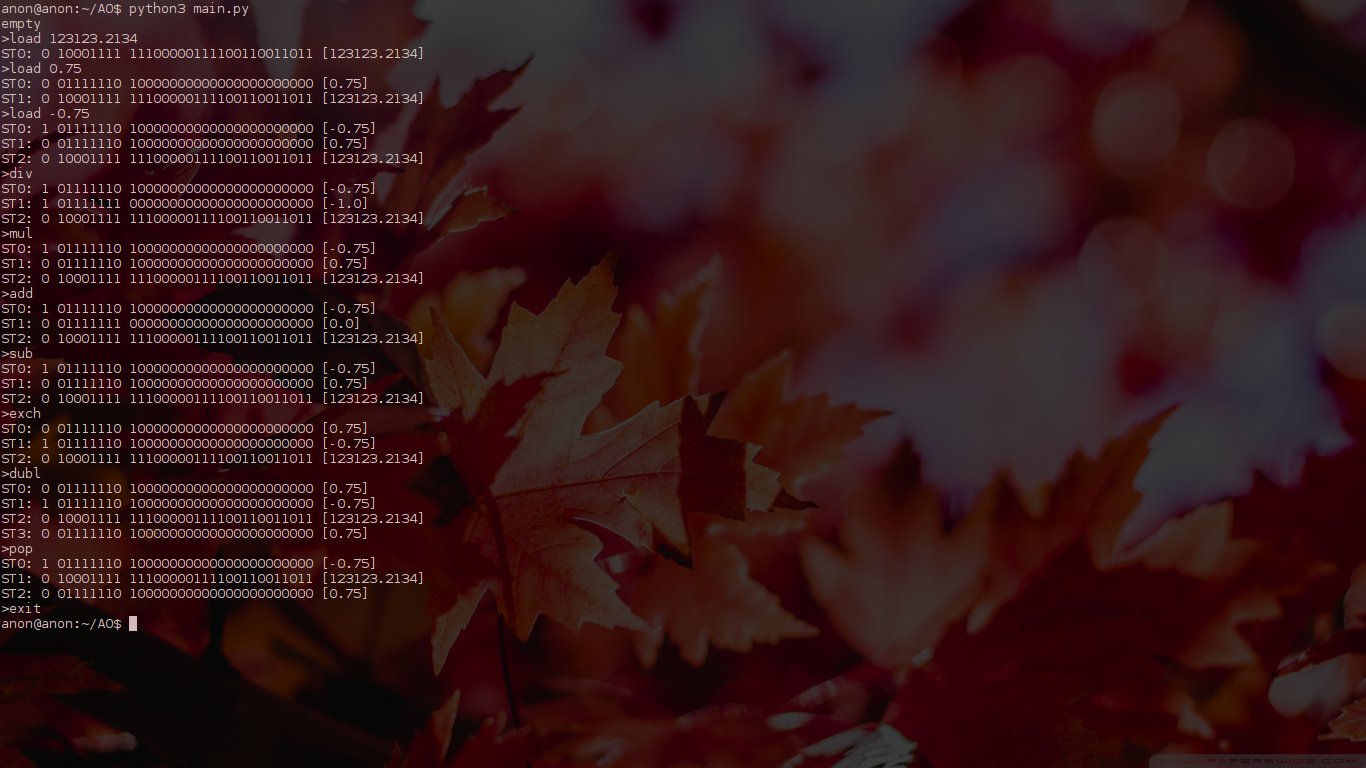 anon@anon:~/AO$ python3 main.py
empty
>load 123123.2134
ST0: 0 10001111 11100000111100110011011 [123123.2134]
>load 0.75
ST0: 0 01111110 10000000000000000000000 [0.75]
ST1: 0 10001111 11100000111100110011011 [123123.2134]
>load -0.75
ST0: 1 01111110 10000000000000000000000 [-0.75]
ST1: 0 01111110 10000000000000000000000 [0.75]
ST2: 0 10001111 11100000111100110011011 [123123.2134]
>div
ST0: 1 01111110 10000000000000000000000 [-0.75]
ST1: 1 01111111 00000000000000000000000 [-1.0]
ST2: 0 10001111 11100000111100110011011 [123123.2134]
>mul
ST0: 1 01111110 10000000000000000000000 [-0.75]
ST1: 0 01111110 10000000000000000000000 [0.75]
ST2: 0 10001111 11100000111100110011011 [123123.2134]
>add
ST0: 1 01111110 10000000000000000000000 [-0.75]
ST1: 0 01111111 00000000000000000000000 [0.0]
ST2: 0 10001111 11100000111100110011011 [123123.2134]
>sub
ST0: 1 01111110 10000000000000000000000 [-0.75]
ST1: 0 01111110 10000000000000000000000 [0.75]
ST2: 0 10001111 11100000111100110011011 [123123.2134]
>exch
ST0: 0 01111110 10000000000000000000000 [0.75]
ST1: 1 01111110 10000000000000000000000 [-0.75]
ST2: 0 10001111 11100000111100110011011 [123123.2134]
>dubl
ST0: 0 01111110 10000000000000000000000 [0.75]
ST1: 1 01111110 10000000000000000000000 [-0.75]
ST2: 0 10001111 11100000111100110011011 [123123.2134]
ST3: 0 01111110 10000000000000000000000 [0.75]
>pop
ST0: 1 01111110 10000000000000000000000 [-0.75]
ST1: 0 10001111 11100000111100110011011 [123123.2134]
ST2: 0 01111110 10000000000000000000000 [0.75]
>exit
anon@anon:~/AO$